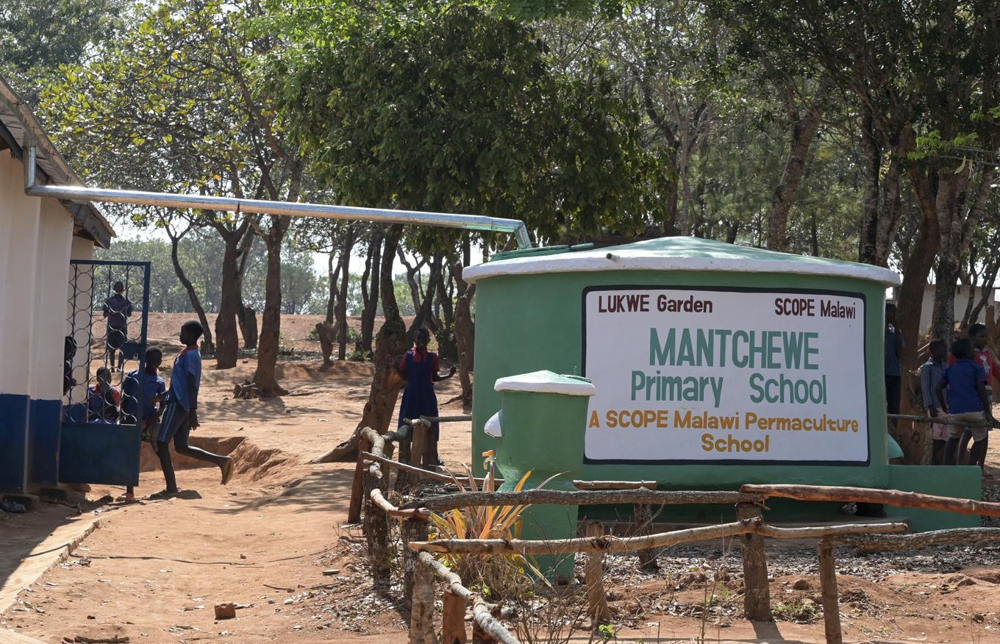 LUKWE Garden SCOPE Malawi
MANTCHEWE
Primary School
A SCOPE Malawi Permaculture
School